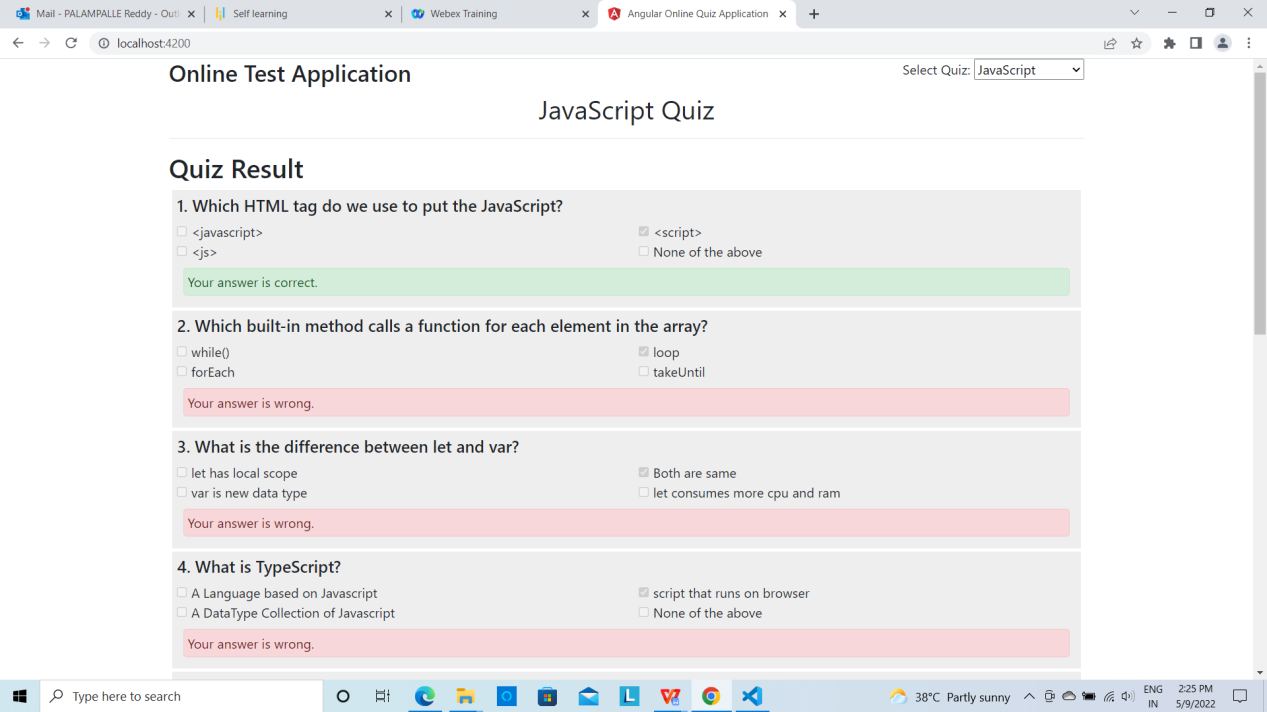 Mail - PALAMPALLE Reddy - Outl
Self learning
Webex Training
Angular Online Quiz Application
localhost:4200
Online Test Application
Select Quiz: JavaScript
JavaScript Quiz
Quiz Result
1. Which HTML tag do we use to put the JavaScript?
<javascript> <script>
<js> None of the above
Your answer is correct.
2. Which built-in method calls a function for each element in the array?
while() loop
forEach takeUntil
Your answer is wrong.
3. What is the difference between let and var?
let has local scope Both are same
var is new data type let consumes more cpu and ram
Your answer is wrong.
4. What is TypeScript?
A Language based on Javascript script that runs on browser
A DataType Collection of Javascript None of the above
Your answer is wrong.
Type here to search
38°C Partly sunny
ENG
IN
2:25 PM
5/9/2022